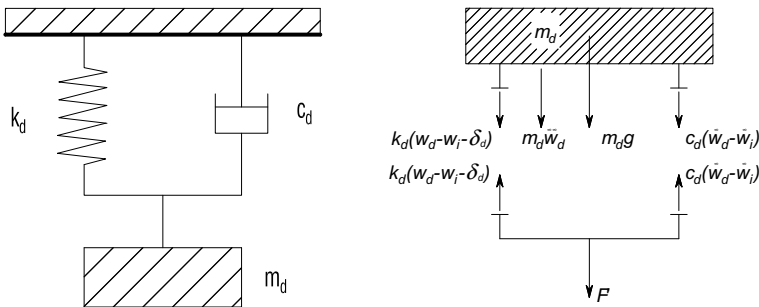 k_d
c_d
m_d
m_d
k_d(w_d-w_i-δ_d) m_dẅ_d m_dg c_d(ẇ_d-ẇ_i)
k_d(w_d-w_i-δ_d) c_d(ẇ_d-ẇ_i)
F